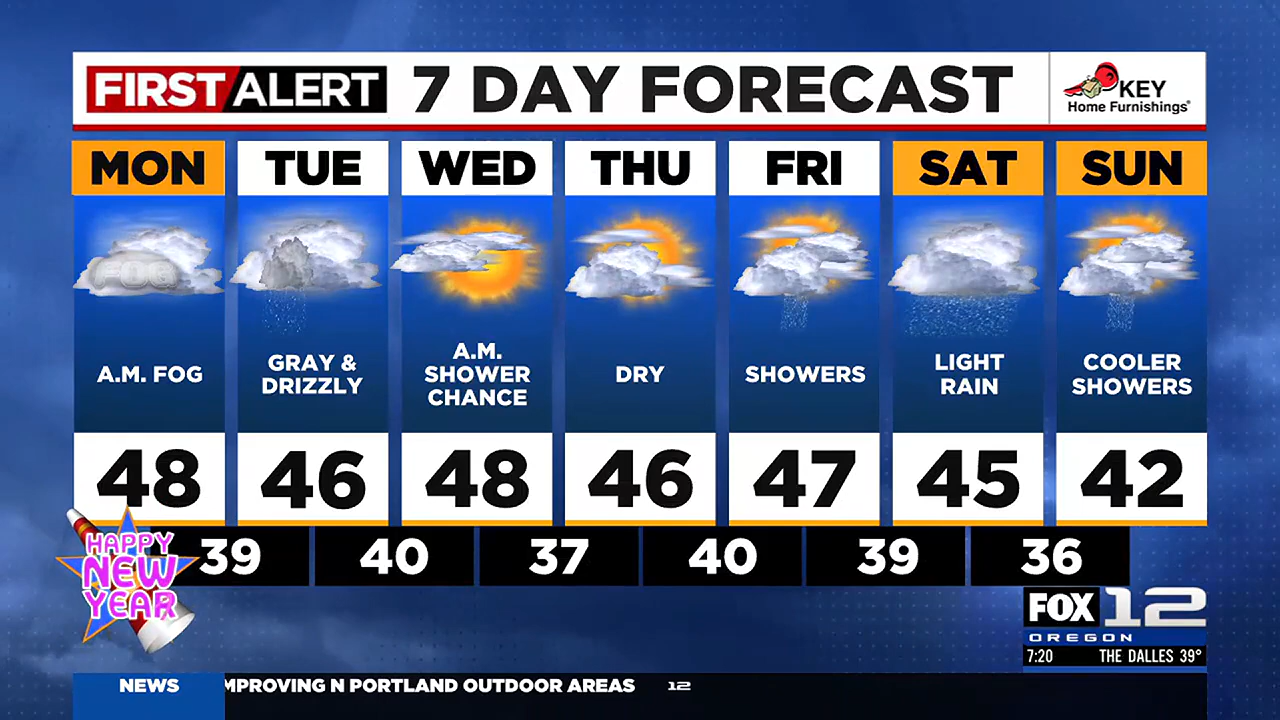 FIRST ALERT 7 DAY FORECAST
KEY
Home Furnishings
MON TUE WED THU FRI SAT SUN
FOG
A.M. FOG
GRAY &
DRIZZLY
A.M.
SHOWER
CHANCE
DRY
SHOWERS
LIGHT
RAIN
COOLER
SHOWERS
48 46 48 46 47 45 42
39 40 37 40 39 36
HAPPY
NEW
YEAR
FOX 12
OREGON
7:20 THE DALLES 39°
NEWS MPROVING N PORTLAND OUTDOOR AREAS 12